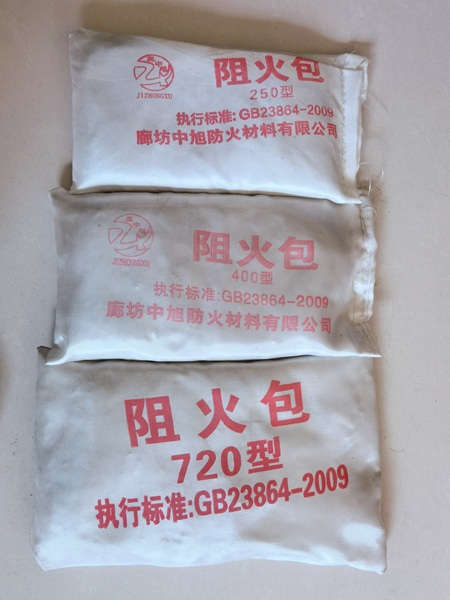 阻火包
250型
JIZHONGXU
执行标准:GB23864-2009
廊坊中旭防火材料有限公司
阻火包
400型
JIZHONGXU
执行标准:GB23864-2009
廊坊中旭防火材料有限公司
阻火包
720型
执行标准:GB23864-2009